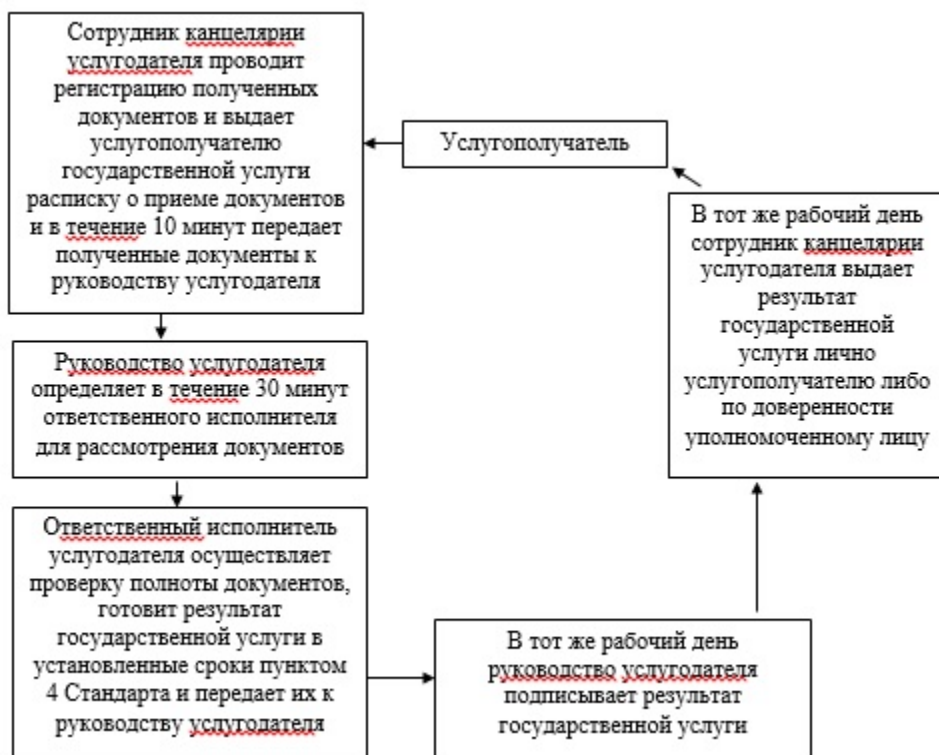 Сотрудник канцелярии
услугодателя проводит
регистрацию полученных
документов и выдает
услугополучателю
государственной услуги
расписку о приеме документов
и в течение 10 минут передает
полученные документы к
руководству услугодателя
Услугополучатель
В тот же рабочий день
сотрудник канцелярии
услугодателя выдает
результат
государственной
услуги лично
услугополучателю либо
по доверенности
уполномоченному лицу
Руководство услугодателя
определяет в течение 30 минут
ответственного исполнителя
для рассмотрения документов
Ответственный исполнитель
услугодателя осуществляет
проверку полноты документов,
готовит результат
государственной услуги в
установленные сроки пунктом
4 Стандарта и передает их к
руководству услугодателя
В тот же рабочий день
руководство услугодателя
подписывает результат
государственной услуги